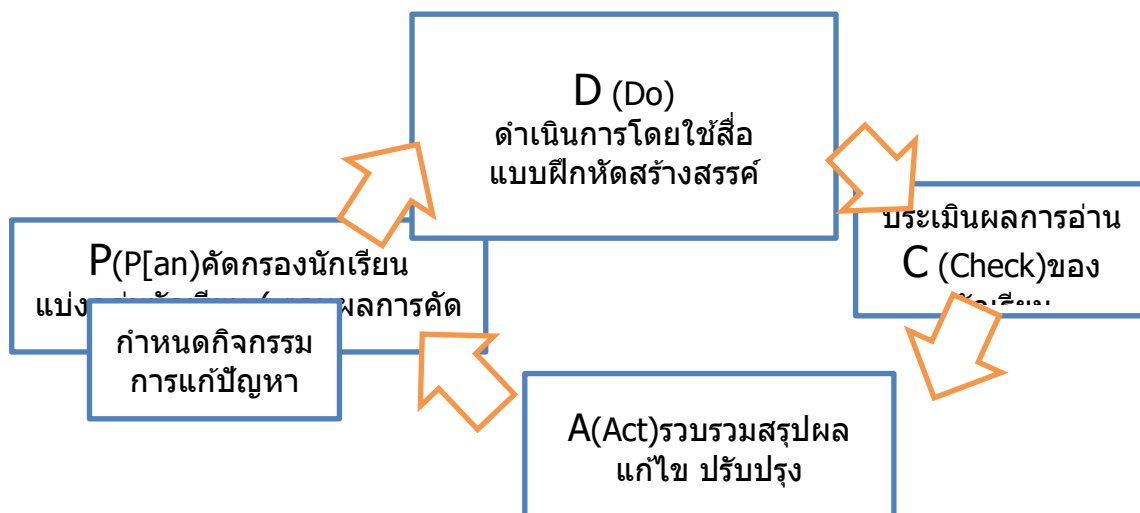 D (Do)
ดำเนินการโดยใช้สื่อ
แบบฝึกหัดสร้างสรรค์
P(P[an)คัดกรองนักเรียน
ผลการคัด
กำหนดกิจกรรม
การแก้ปัญหา
ประเมินผลการอ่าน
C (Check)ของ
A(Act)รวบรวมสรุปผล
แก้ไข ปรับปรุง